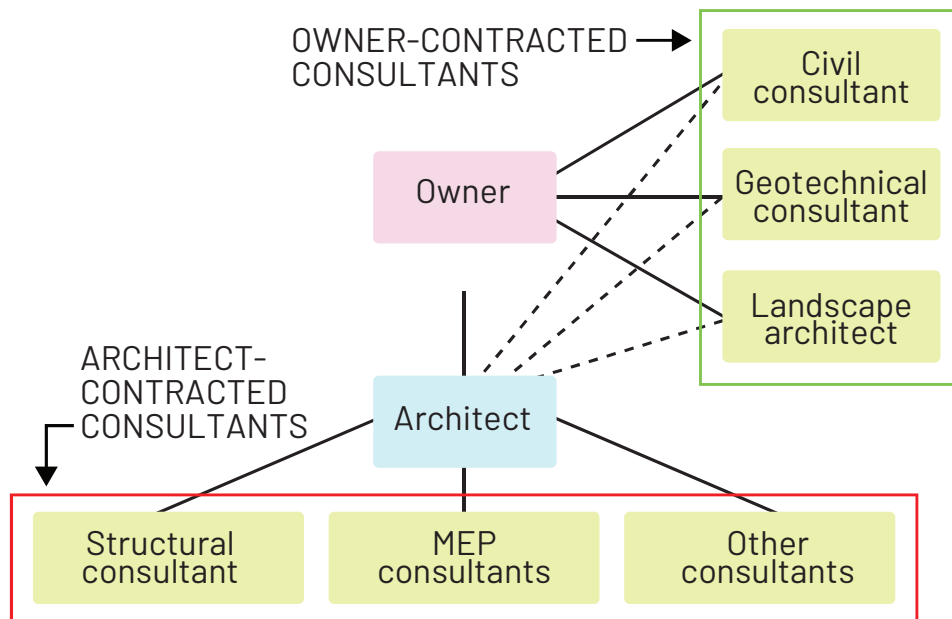 OWNER-CONTRACTED
CONSULTANTS
Civil
consultant
Owner
Geotechnical
consultant
Landscape
architect
ARCHITECT-
CONTRACTED
CONSULTANTS
Architect
Structural
consultant
MEP
consultants
Other
consultants